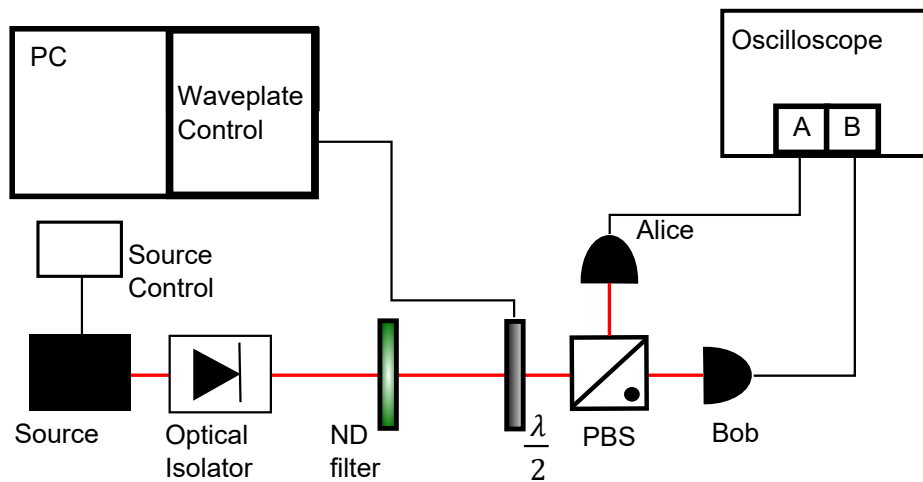 PC
Waveplate
Control
Oscilloscope
A
B
Alice
Source
Control
Source
Optical
Isolator
ND
filter
λ
2
PBS
Bob